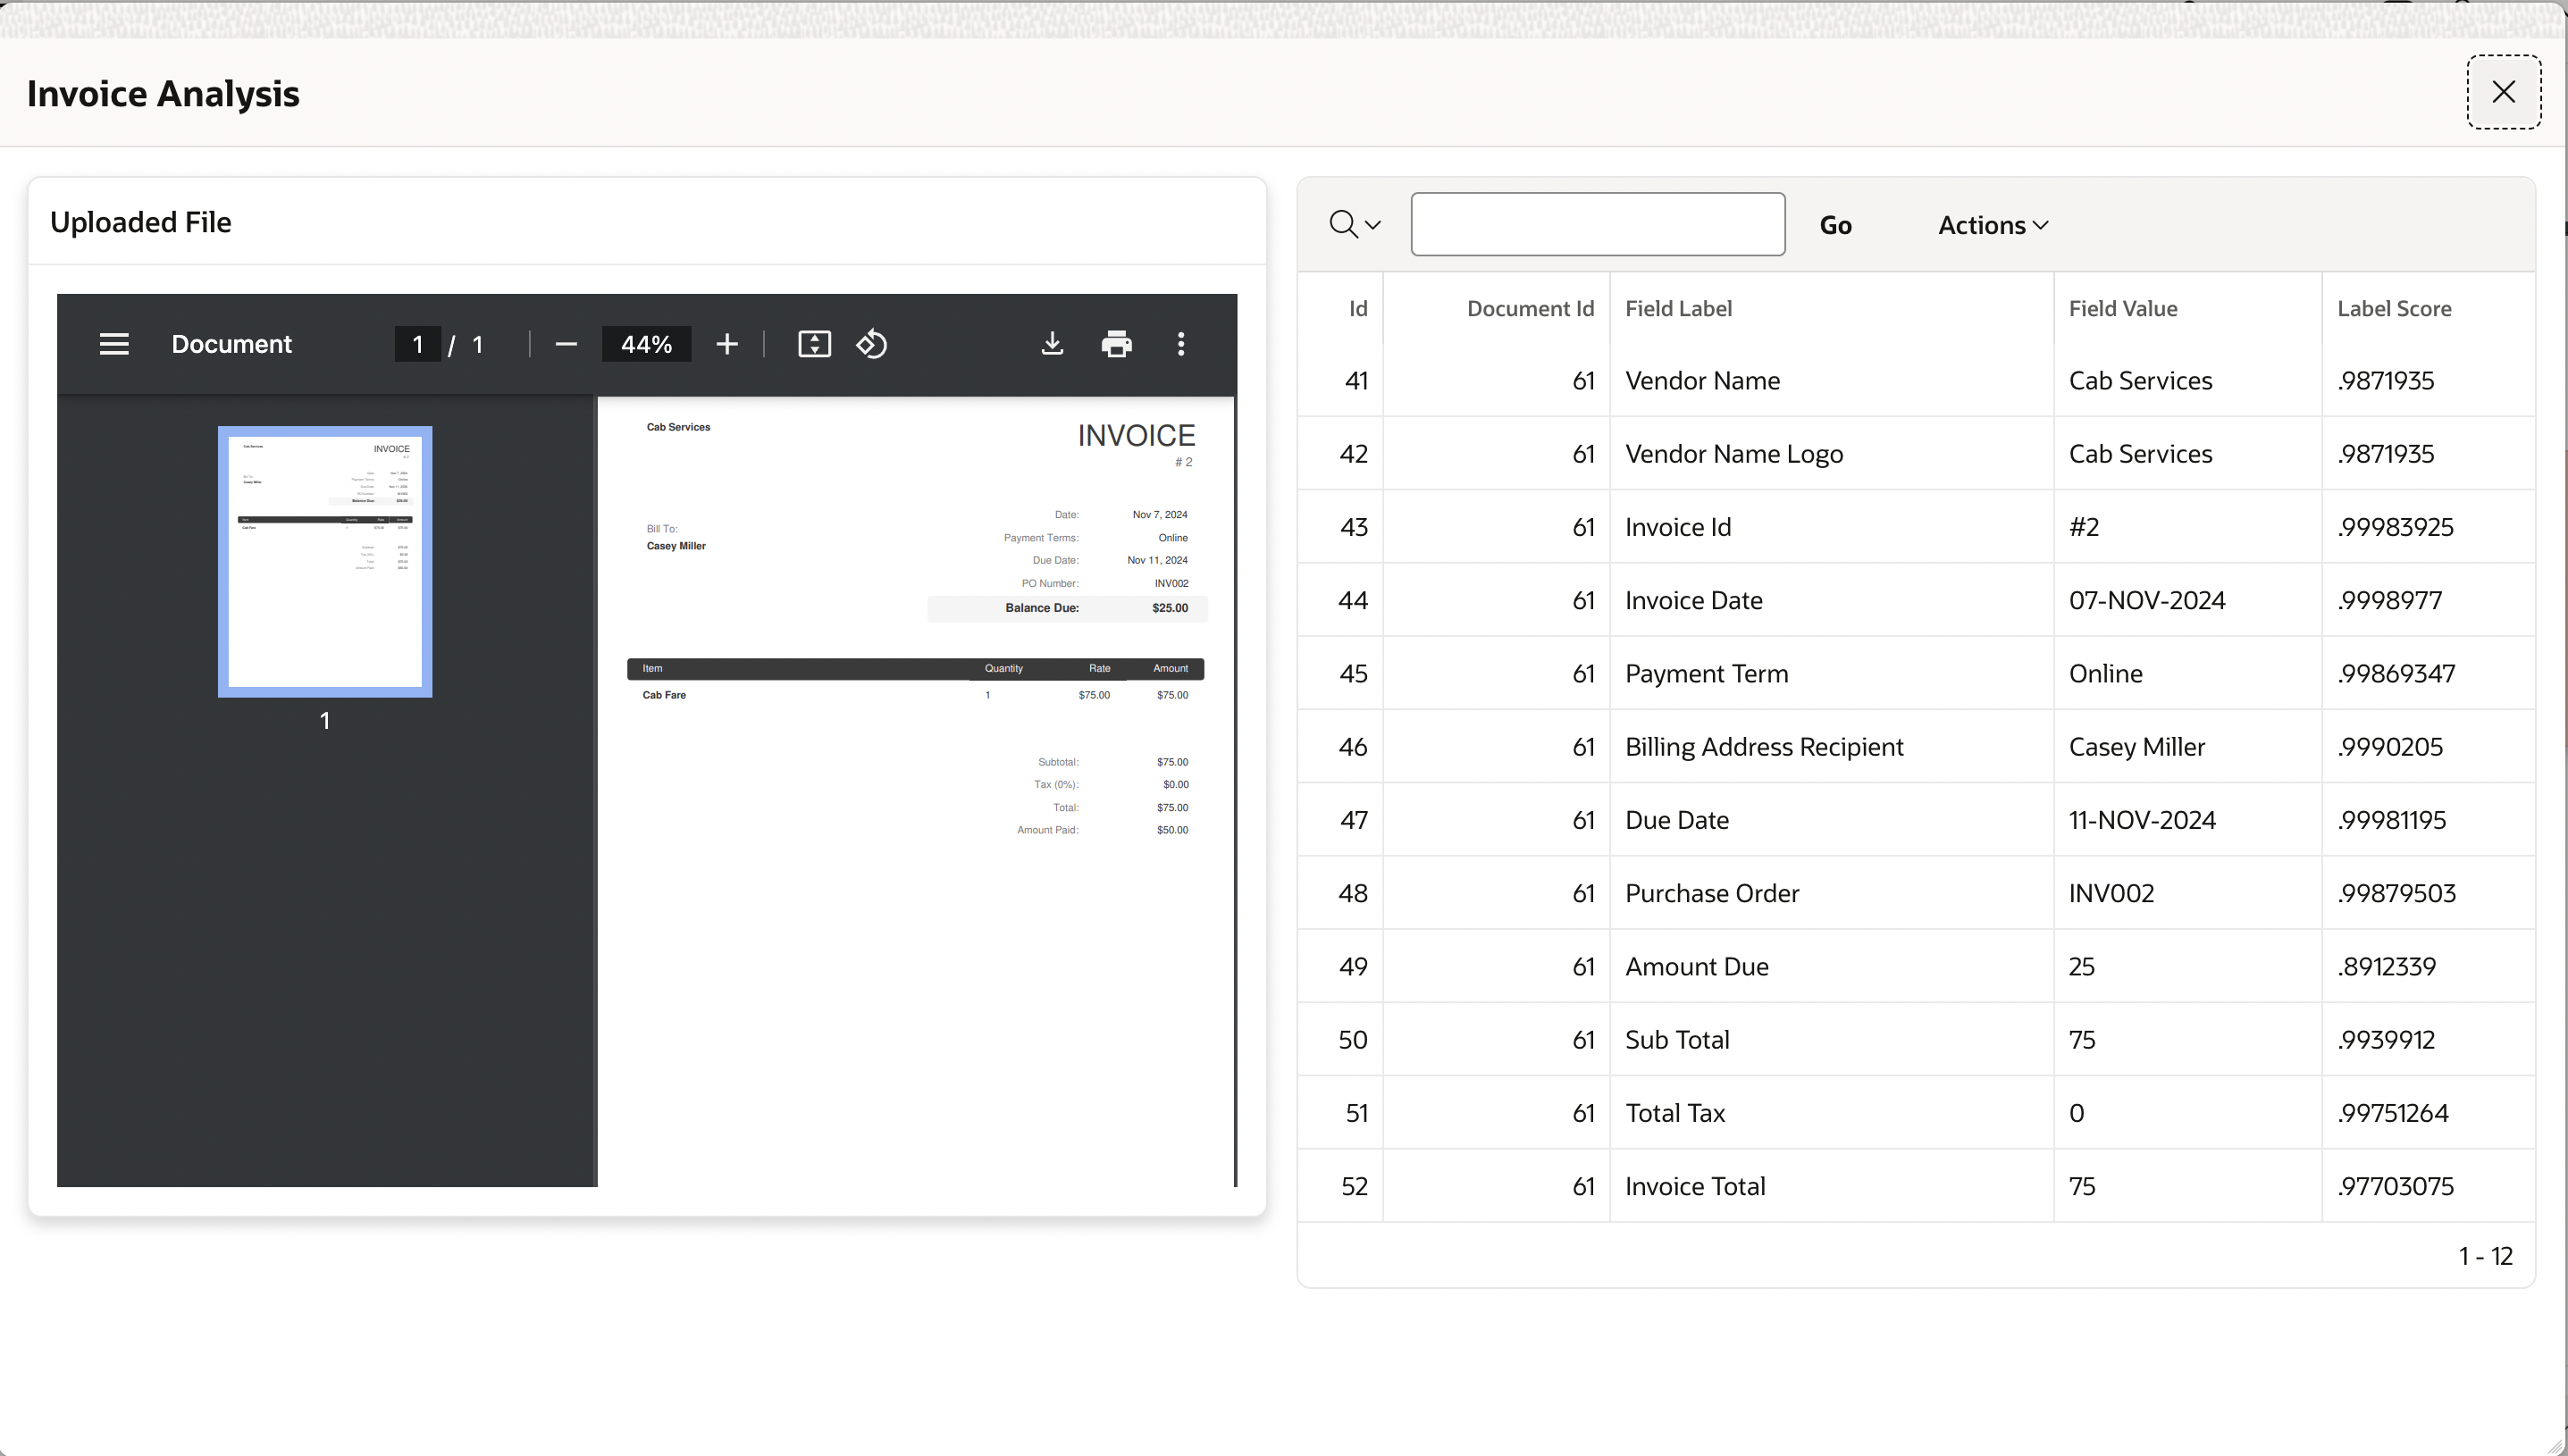 Invoice Analysis
Uploaded File
Document 1 / 1 44%
Cab Services
INVOICE
# 2
Date: Nov 7, 2024
Bill To:
Payment Terms: Online
Casey Miller
Due Date: Nov 11, 2024
PO Number: INV002
Balance Due: $25.00
Item Quantity Rate Amount
Cab Fare 1 $75.00 $75.00
Subtotal: $75.00
Tax (0%): $0.00
Total: $75.00
Amount Paid: $50.00
INVOICE
1
Go Actions
Id Document Id Field Label Field Value Label Score
41 61 Vendor Name Cab Services .9871935
42 61 Vendor Name Logo Cab Services .9871935
43 61 Invoice Id #2 .99983925
44 61 Invoice Date 07-NOV-2024 .9998977
45 61 Payment Term Online .99869347
46 61 Billing Address Recipient Casey Miller .9990205
47 61 Due Date 11-NOV-2024 .99981195
48 61 Purchase Order INV002 .99879503
49 61 Amount Due 25 .8912339
50 61 Sub Total 75 .9939912
51 61 Total Tax 0 .99751264
52 61 Invoice Total 75 .97703075
1 - 12